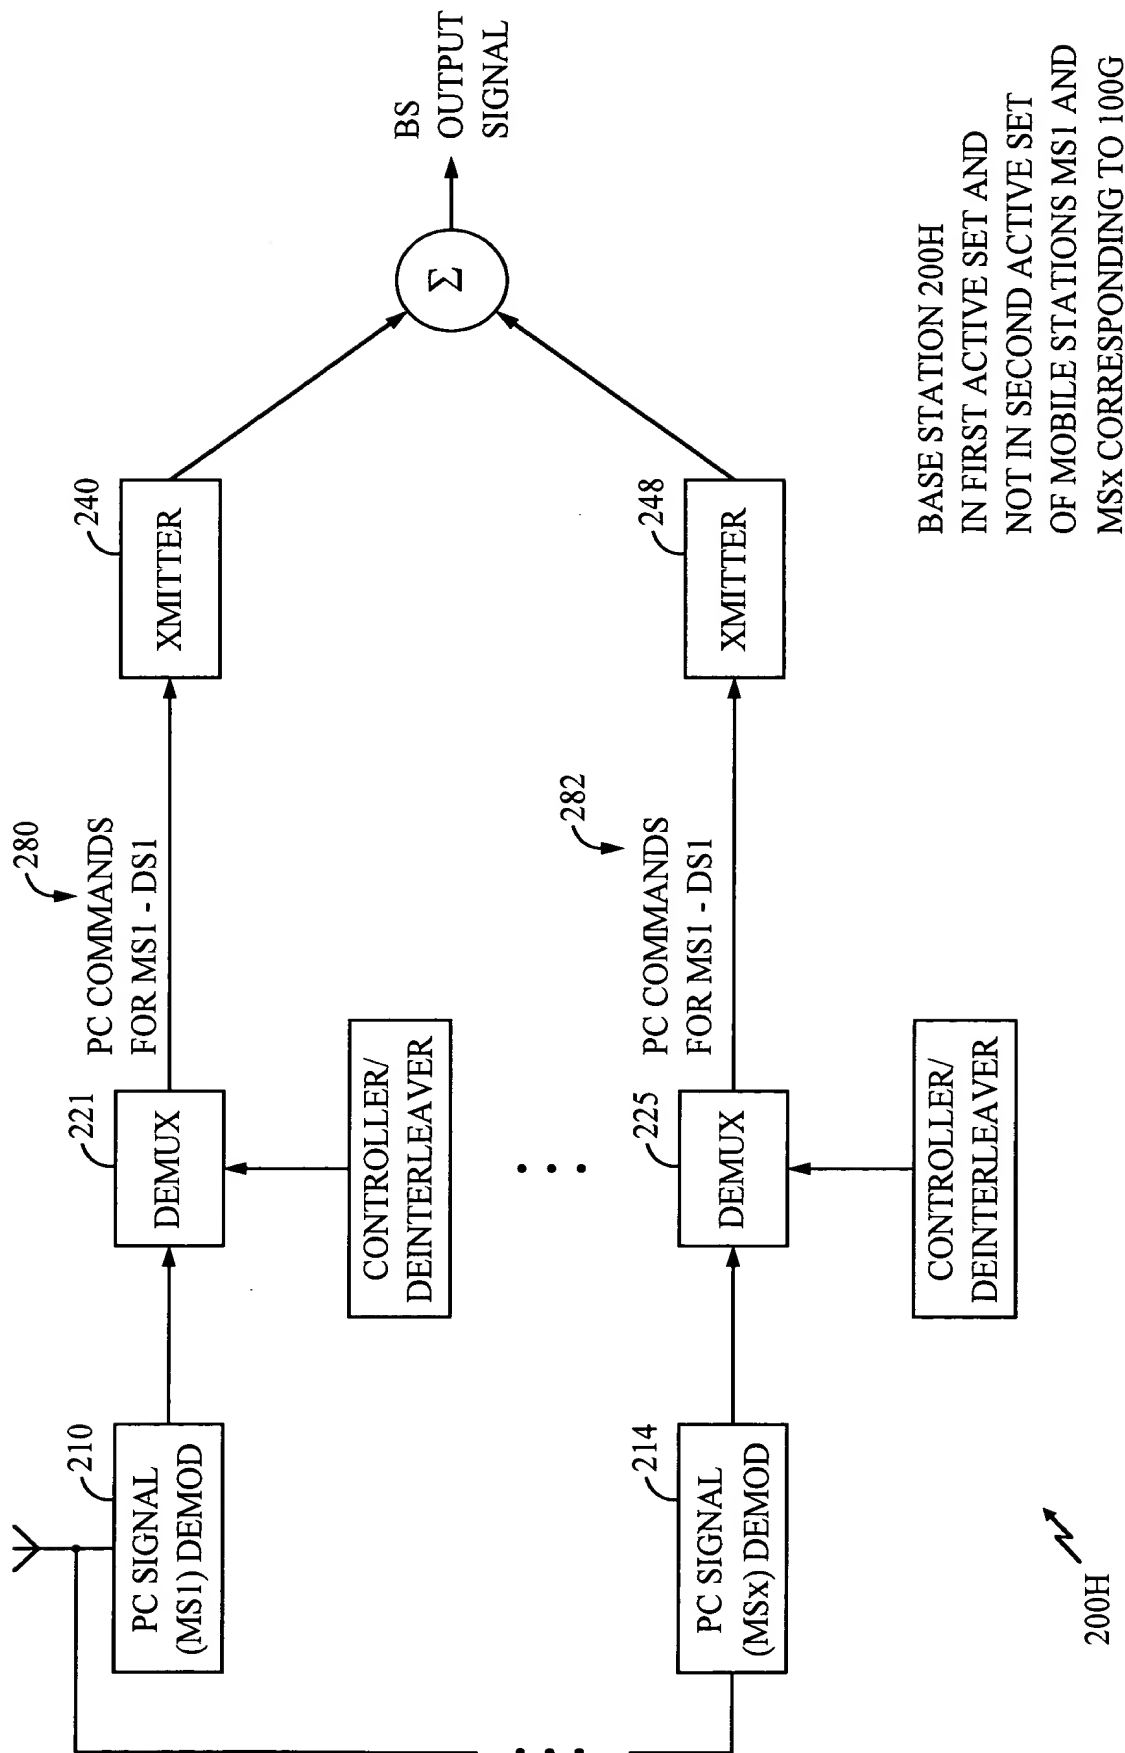 210
PC SIGNAL
(MS1) DEMOD
221
DEMUX
CONTROLLER/
DEINTERLEAVER
280
PC COMMANDS
FOR MS1 - DS1
240
XMITTER
Σ
BS
OUTPUT
SIGNAL
214
PC SIGNAL
(MSx) DEMOD
225
DEMUX
CONTROLLER/
DEINTERLEAVER
282
PC COMMANDS
FOR MS1 - DS1
248
XMITTER
200H
BASE STATION 200H
IN FIRST ACTIVE SET AND
NOT IN SECOND ACTIVE SET
OF MOBILE STATIONS MS1 AND
MSx CORRESPONDING TO 100G